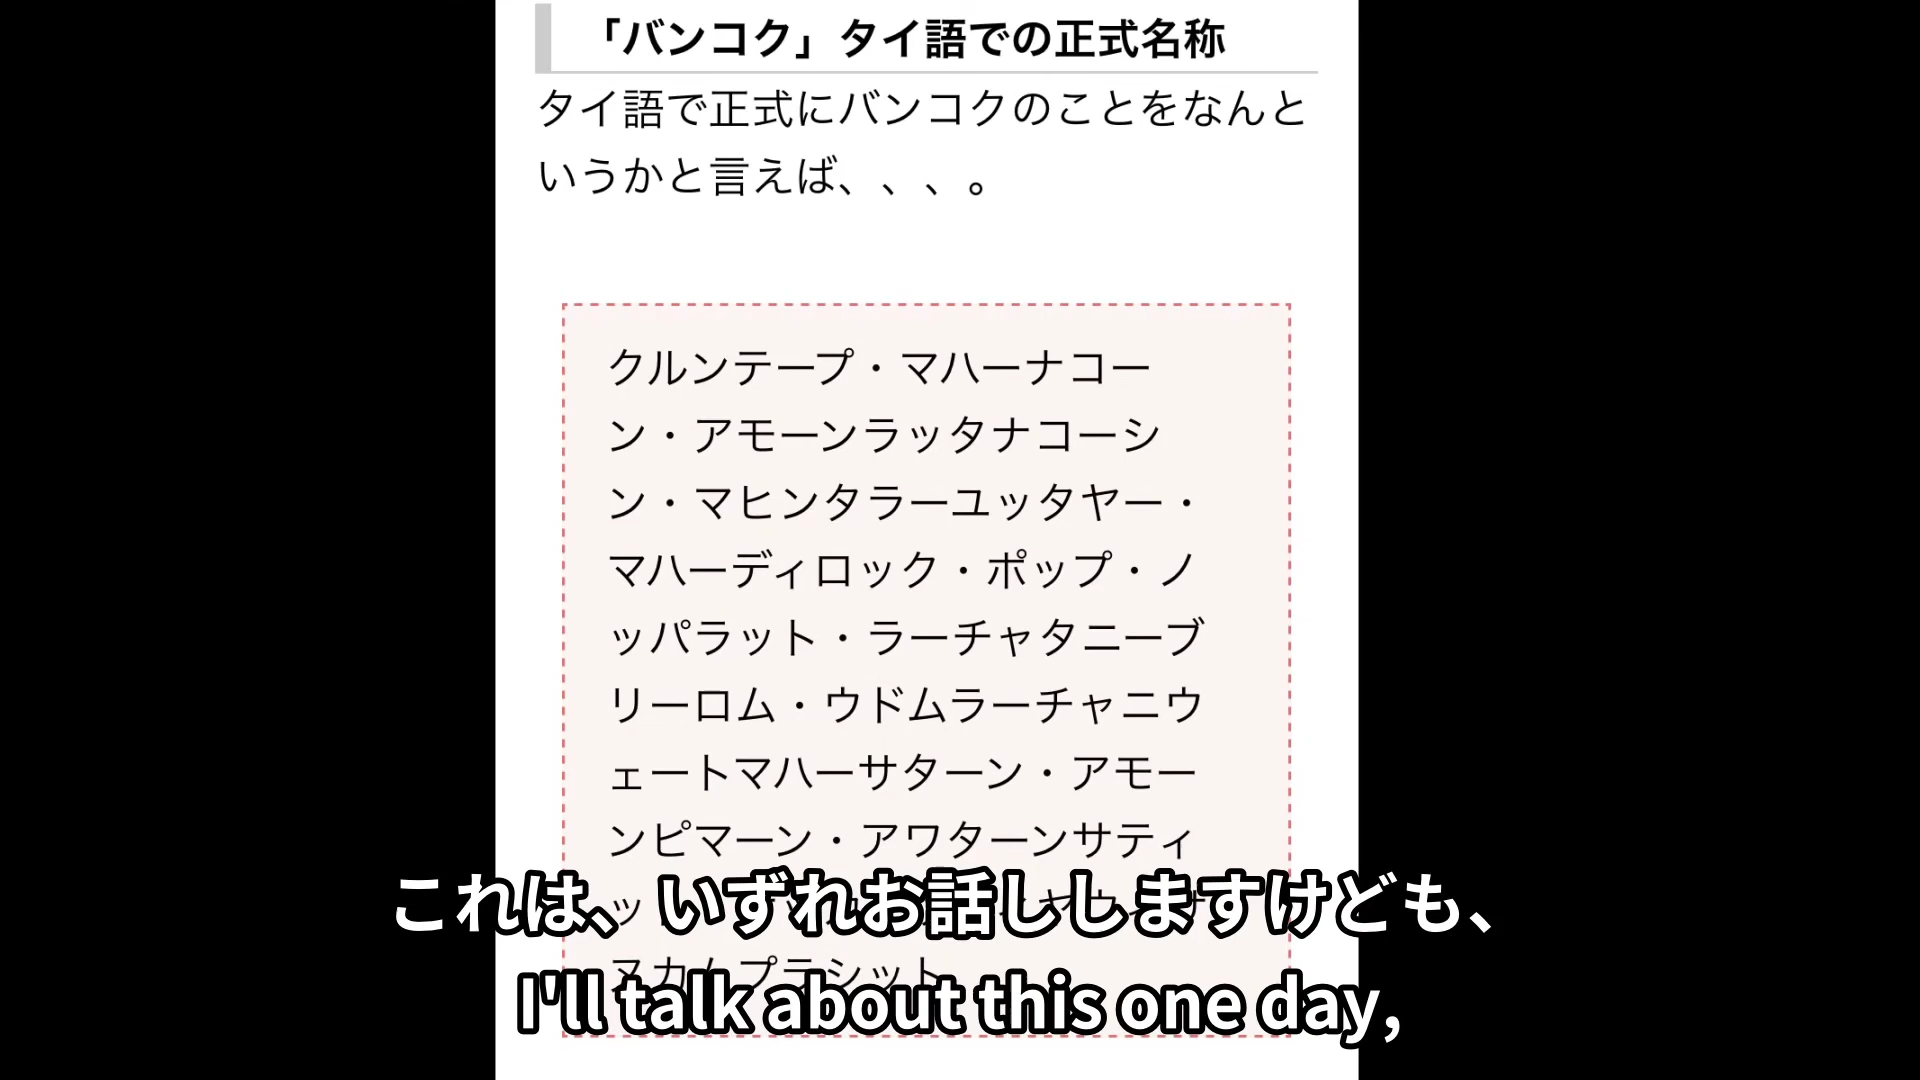 「バンコク」タイ語での正式名称
タイ語で正式にバンコクのことをなんと
いうかと言えば、、、。
クルンテープ・マハーナコー
ン・アモーンラッタナコーシ
ン・マヒンタラーユッタヤー・
マハーディロック・ポップ・ノ
ッパラット・ラーチャタニーブ
リーロム・ウドムラーチャニウ
ェートマハーサターン・アモー
ンピマーン・アワターンサティ
ヌカムプラシット
これは、いずれお話ししますけども、
I'll talk about this one day,